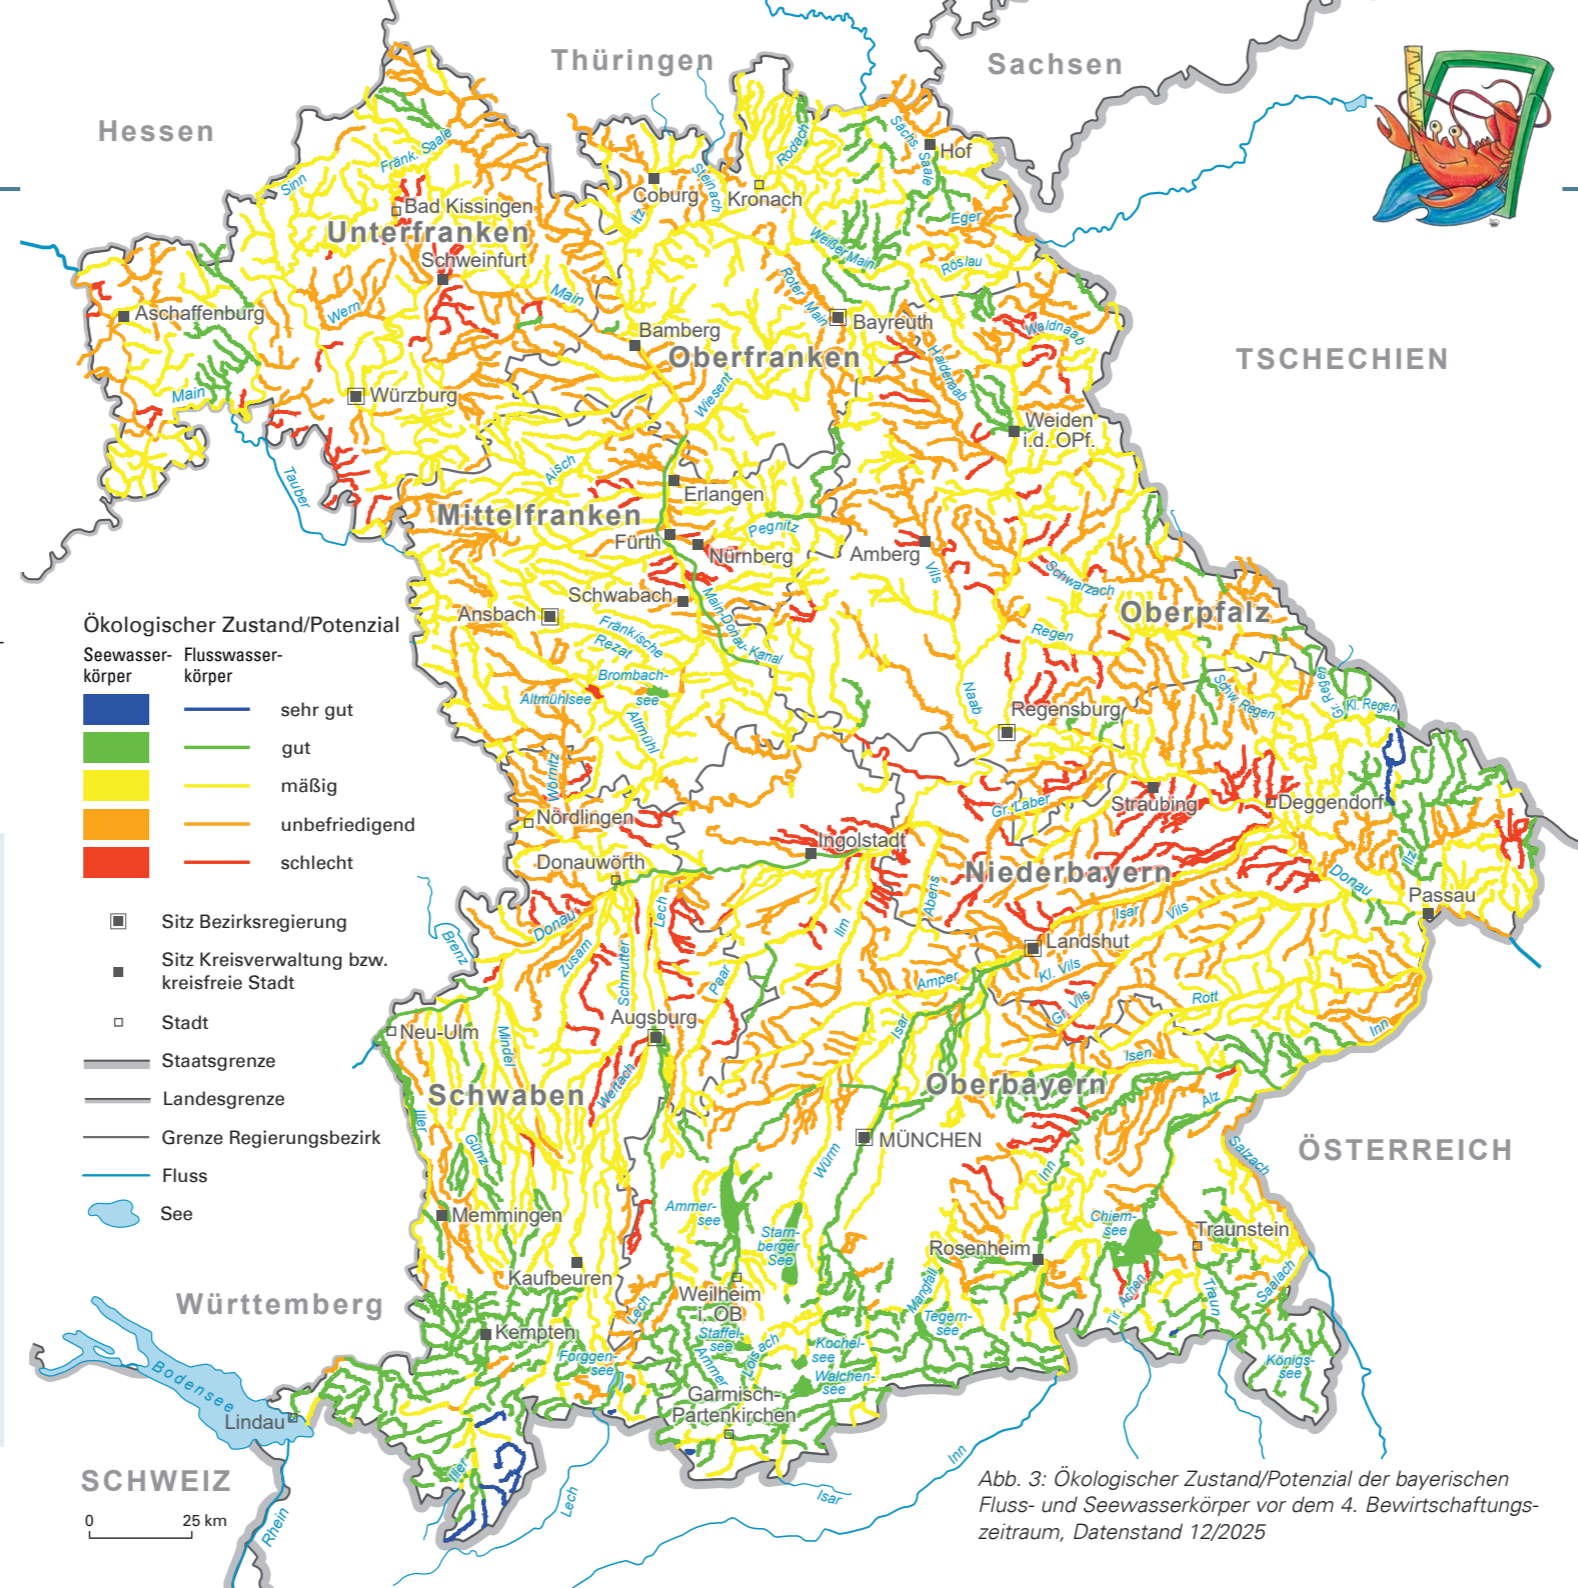 Thüringen
Sachsen
Hessen
Fränk. Saale
Sinn
Rodach
Sächs. Saale
Hof
Coburg
Itz
Steinach
Kronach
Bad Kissingen
Unterfranken
Schweinfurt
Eger
Weißer Main
Röslau
Roter Main
Main
Wern
Aschaffenburg
Bayreuth
Waldnaab
Bamberg
Oberfranken
Haidenaab
TSCHECHIEN
Main
Würzburg
Wiesent
Weiden
i.d. OPf.
Tauber
Aisch
Erlangen
Mittelfranken
Pegnitz
Fürth
Nürnberg
Amberg
Vils
Schwarzach
Schwabach
Ansbach
Main-Donau-Kanal
Oberpfalz
Fränkische
Rezat
Regen
Brombach-
see
Altmühlsee
Altmühl
Naab
Schw. Regen
Gr. Regen
Kl. Regen
Regensburg
Wörnitz
Nördlingen
Gr. Laber
Straubing
Deggendorf
Ingolstadt
Donauwörth
Niederbayern
Ilz
Donau
Passau
Abens
Isar
Vils
Donau
Lech
Ilm
Brenz
Zusam
Schmutter
Paar
Landshut
Kl. Vils
Amper
Gr. Vils
Rott
Inn
Augsburg
Isar
Neu-Ulm
Mindel
Isen
Schwaben
Wertach
Oberbayern
Alz
Iller
Günz
MÜNCHEN
Würm
Inn
Salzach
ÖSTERREICH
Memmingen
Ammer-
see
Starn-
berger
See
Chiem-
see
Traunstein
Rosenheim
Kaufbeuren
Weilheim
i. OB
Lech
Mangfall
Tir. Achen
Traun
Saalach
Württemberg
Kempten
Staffel-
see
Tegern-
see
Forggen-
see
Ammer
Loisach
Kochel-
see
Walchen-
see
Königs-
see
Bodensee
Lindau
Garmisch-
Partenkirchen
SCHWEIZ
Iller
Lech
Isar
Inn
Rhein
0 25 km
Ökologischer Zustand/Potenzial
Seewasser- Flusswasser-
körper körper
sehr gut
gut
mäßig
unbefriedigend
schlecht
Sitz Bezirksregierung
Sitz Kreisverwaltung bzw.
kreisfreie Stadt
Stadt
Staatsgrenze
Landesgrenze
Grenze Regierungsbezirk
Fluss
See
Abb. 3: Ökologischer Zustand/Potenzial der bayerischen
Fluss- und Seewasserkörper vor dem 4. Bewirtschaftungs-
zeitraum, Datenstand 12/2025